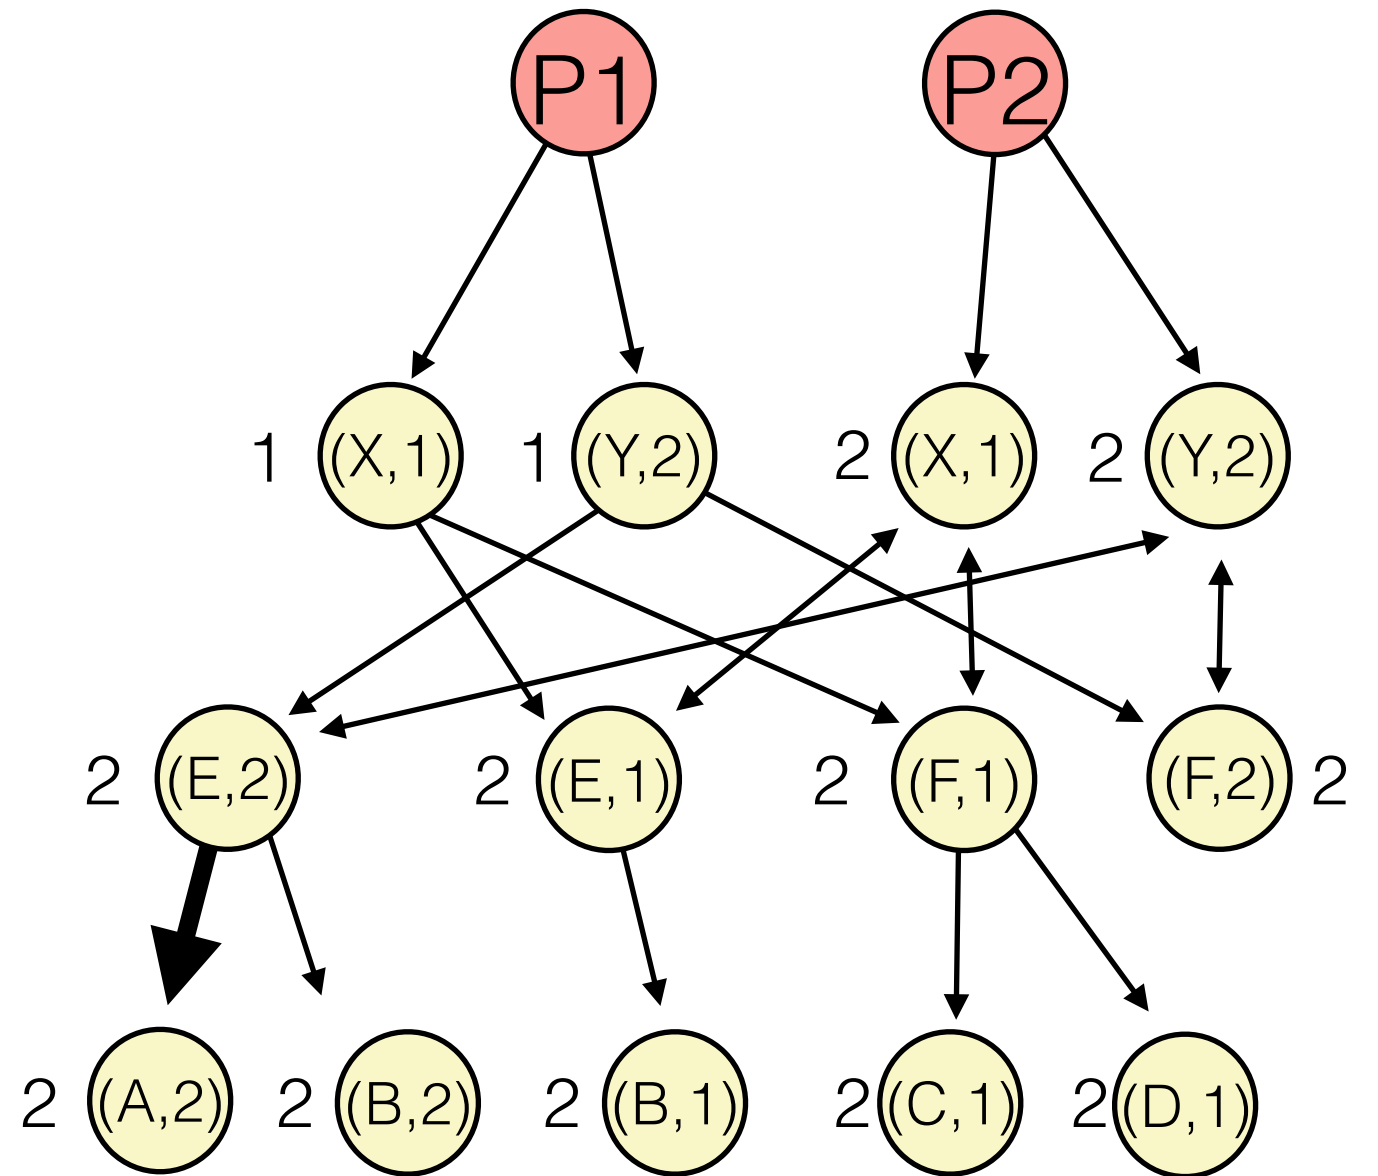 P1 P2
1 (X,1) 1 (Y,2) 2 (X,1) 2 (Y,2)
2 (E,2) 2 (E,1) 2 (F,1) (F,2) 2
2 (A,2) 2 (B,2) 2 (B,1) 2 (C,1) 2 (D,1)